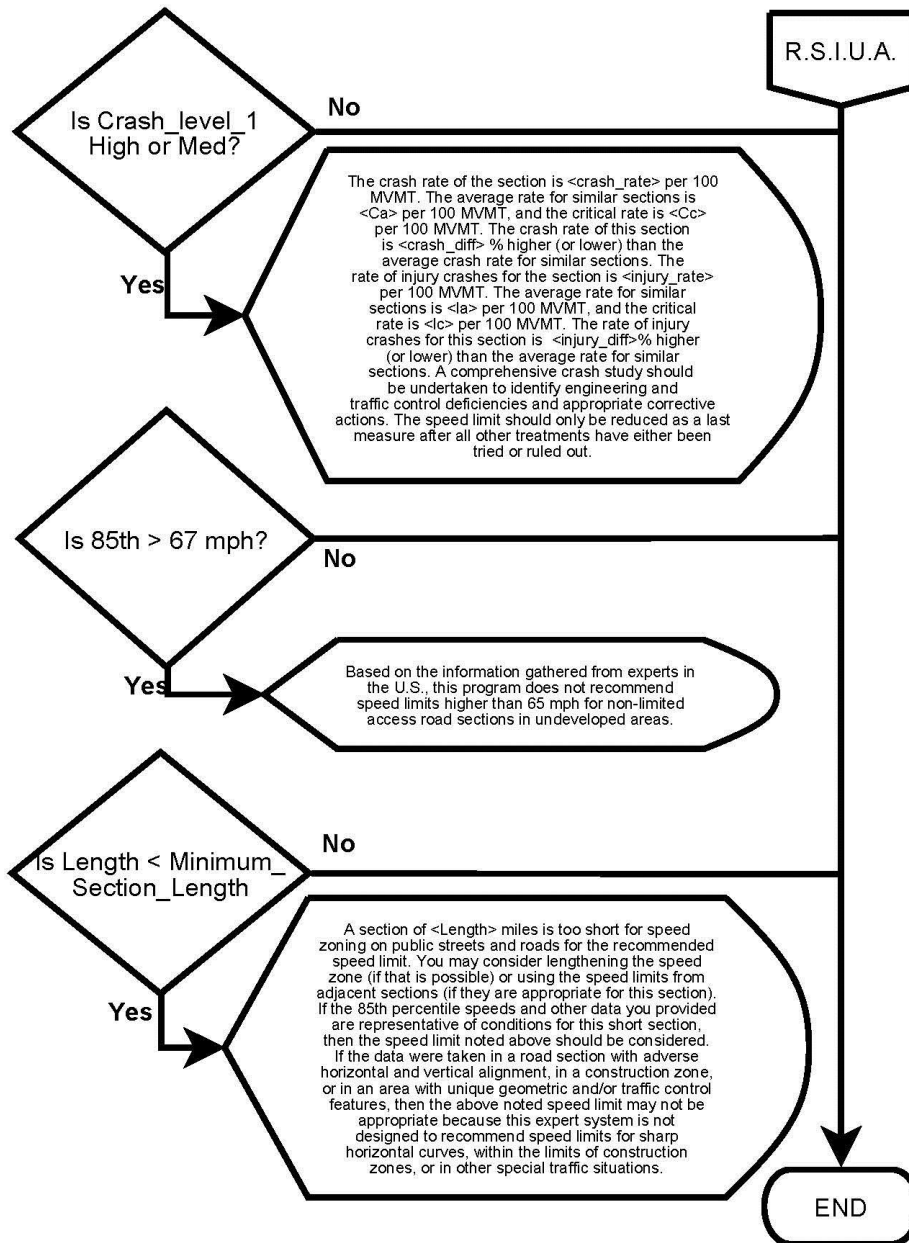 R.S.I.U.A.
Is Crash_level_1
High or Med?
No
Yes
The crash rate of the section is <crash_rate> per 100
MVMT. The average rate for similar sections is
<Ca> per 100 MVMT, and the critical rate is <Cc>
per 100 MVMT. The crash rate of this section
is <crash_diff> % higher (or lower) than the
average crash rate for similar sections. The
rate of injury crashes for the section is <injury_rate>
per 100 MVMT. The average rate for similar
sections is <Ia> per 100 MVMT, and the critical
rate is <Ic> per 100 MVMT. The rate of injury
crashes for this section is <injury_diff>% higher
(or lower) than the average rate for similar
sections. A comprehensive crash study should
be undertaken to identify engineering and
traffic control deficiencies and appropriate corrective
actions. The speed limit should only be reduced as a last
measure after all other treatments have either been
tried or ruled out.
Is 85th > 67 mph?
No
Yes
Based on the information gathered from experts in
the U.S., this program does not recommend
speed limits higher than 65 mph for non-limited
access road sections in undeveloped areas.
Is Length < Minimum_
Section_Length
No
Yes
A section of <Length> miles is too short for speed
zoning on public streets and roads for the recommended
speed limit. You may consider lengthening the speed
zone (if that is possible) or using the speed limits from
adjacent sections (if they are appropriate for this section).
If the 85th percentile speeds and other data you provided
are representative of conditions for this short section,
then the speed limit noted above should be considered.
If the data were taken in a road section with adverse
horizontal and vertical alignment, in a construction zone,
or in an area with unique geometric and/or traffic control
features, then the above noted speed limit may not be
appropriate because this expert system is not
designed to recommend speed limits for sharp
horizontal curves, within the limits of construction
zones, or in other special traffic situations.
END